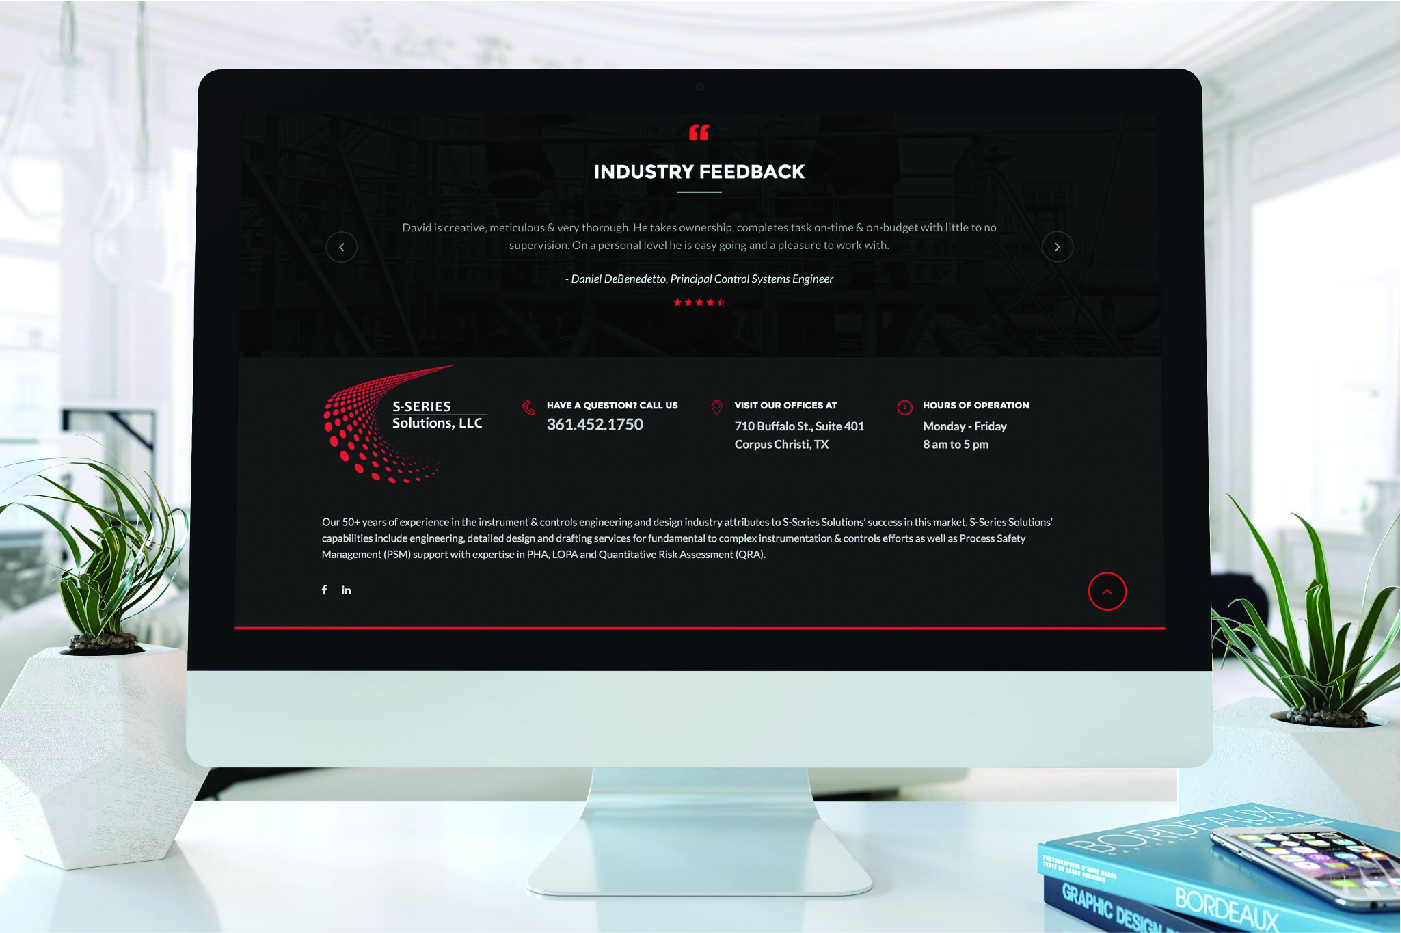 “
INDUSTRY FEEDBACK
David is creative, meticulous & very thorough. He takes ownership, completes task on-time & on-budget with little to no
supervision. On a personal level he is easy going and a pleasure to work with.
- Daniel DeBenedetto, Principal Control Systems Engineer
S-SERIES
Solutions, LLC
HAVE A QUESTION? CALL US
361.452.1750
VISIT OUR OFFICES AT
710 Buffalo St., Suite 401
Corpus Christi, TX
HOURS OF OPERATION
Monday - Friday
8 am to 5 pm
Our 50+ years of experience in the instrument & controls engineering and design industry attributes to S-Series Solutions' success in this market. S-Series Solutions'
capabilities include engineering, detailed design and drafting services for fundamental to complex instrumentation & controls efforts as well as Process Safety
Management (PSM) support with expertise in PHA, LOPA and Quantitative Risk Assessment (QRA).
f in
BORDEAUX
BORDEAUX
GRAPHIC DESIGN